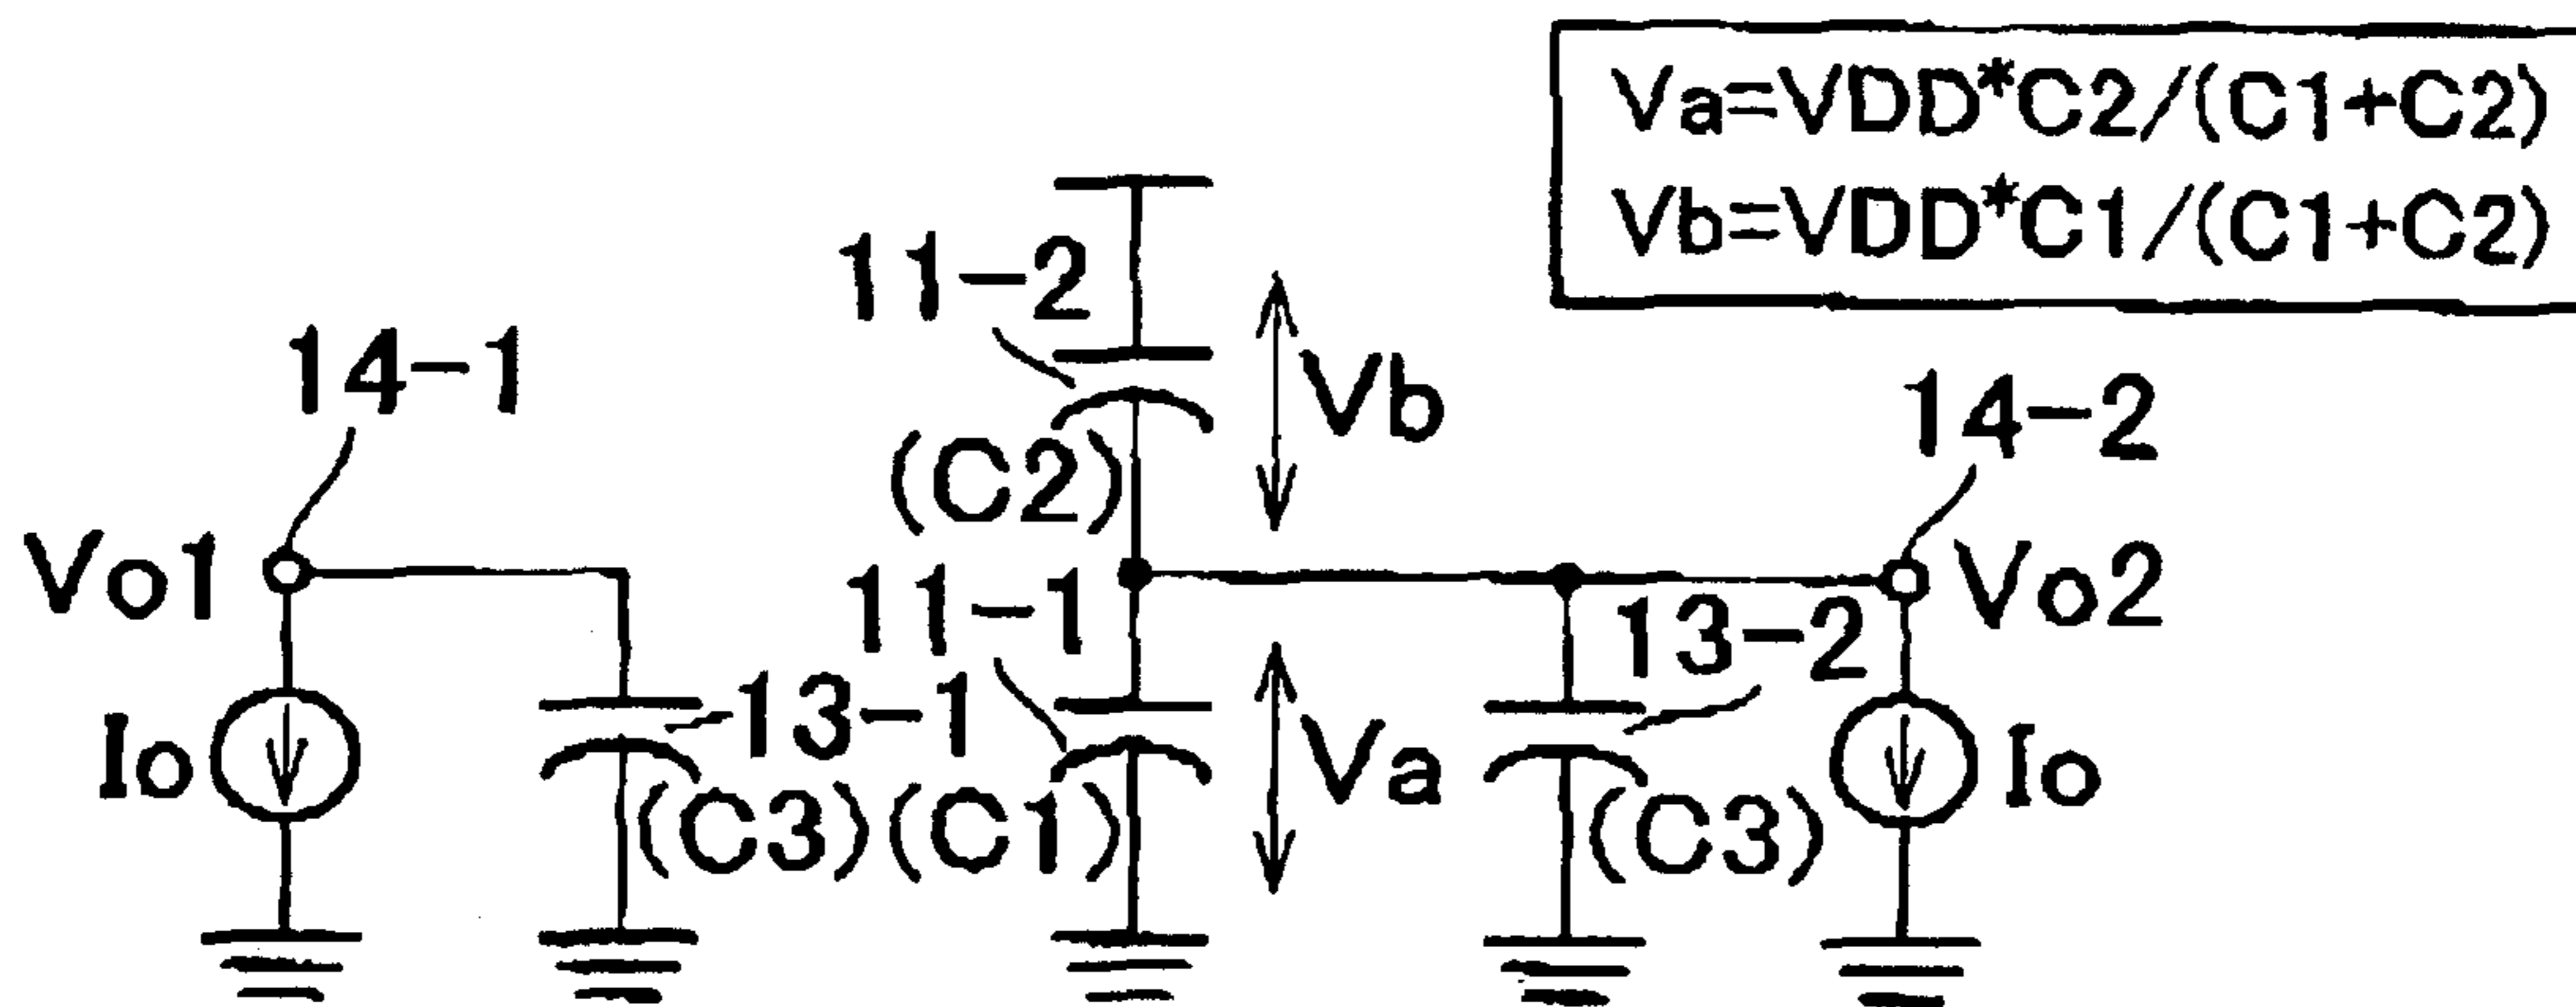 Va=VDD*C2/(C1+C2)
Vb=VDD*C1/(C1+C2)
11-2
14-1
Vb
14-2
(C2)
Vo1
11-1
Vo2
13-2
Io
13-1
Va
Io
(C3)
(C1)
(C3)